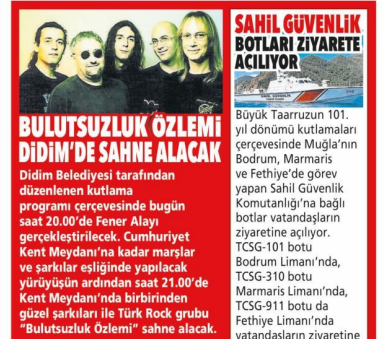 BULUTSUZLUK ÖZLEMİ
DİDİM'DE SAHNE ALACAK
Didim Belediyesi tarafından
düzenlenen kutlama
programı çerçevesinde bugün
saat 20.00'de Fener Alayı
gerçekleştirilecek. Cumhuriyet
Kent Meydanı'na kadar marşlar
ve şarkılar eşliğinde yapılacak
yürüyüşün ardından saat 21.00'de
Kent Meydanı'nda birbirinden
güzel şarkıları ile Türk Rock grubu
"Bulutsuzluk Özlemi" sahne alacak.
SAHİL GÜVENLİK
BOTLARI ZİYARETE
AÇILIYOR
Büyük Taarruzun 101.
yıl dönümü kutlamaları
çerçevesinde Muğla'nın
Bodrum, Marmaris
ve Fethiye'de görev
yapan Sahil Güvenlik
Komutanlığı'na bağlı
botlar vatandaşların
ziyaretine açılıyor.
TCSG-101 botu
Bodrum Limanı'nda,
TCSG-310 botu
Marmaris Limanı'nda,
TCSG-911 botu da
Fethiye Limanı'nda
vatandaşların ziyaretine